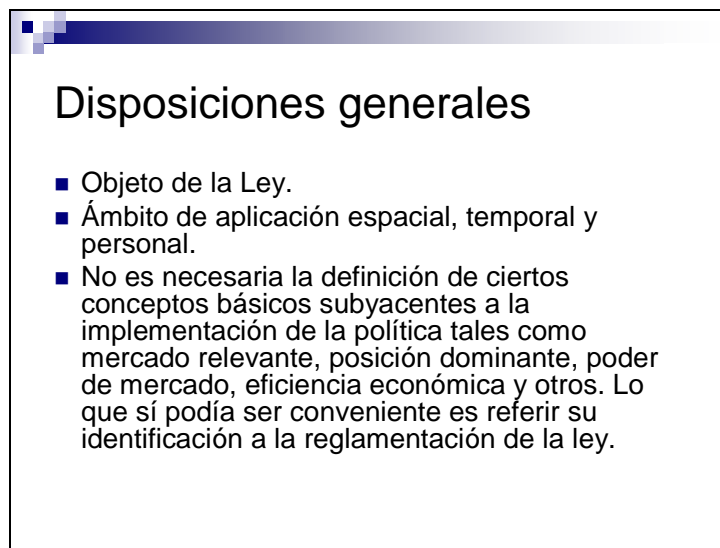 Disposiciones generales
Objeto de la Ley.
Ámbito de aplicación espacial, temporal y
personal.
No es necesaria la definición de ciertos
conceptos básicos subyacentes a la
implementación de la política tales como
mercado relevante, posición dominante, poder
de mercado, eficiencia económica y otros. Lo
que sí podía ser conveniente es referir su
identificación a la reglamentación de la ley.